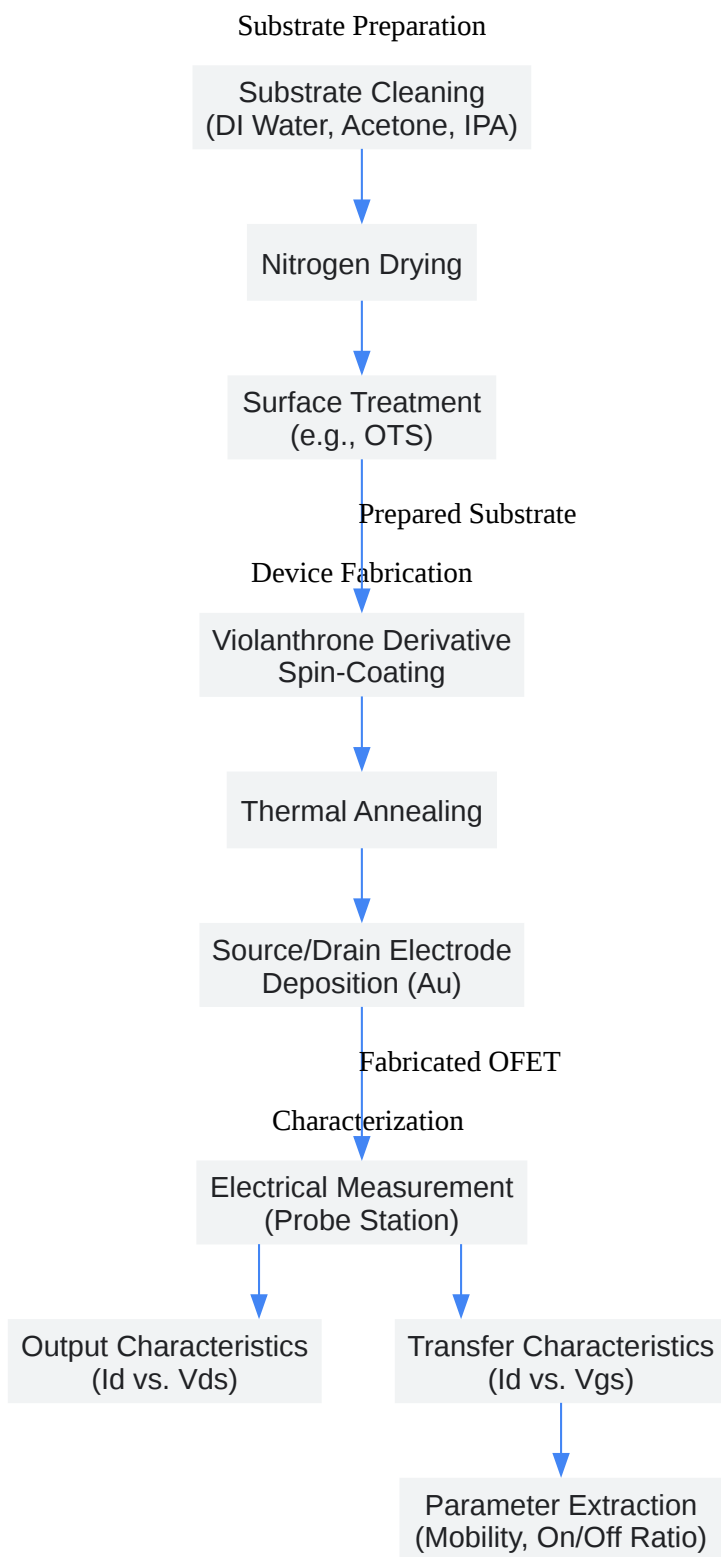 Substrate Preparation
Substrate Cleaning
(DI Water, Acetone, IPA)
Nitrogen Drying
Surface Treatment
(e.g., OTS)
Prepared Substrate
Device Fabrication
Violanthrone Derivative
Spin-Coating
Thermal Annealing
Source/Drain Electrode
Deposition (Au)
Fabricated OFET
Characterization
Electrical Measurement
(Probe Station)
Output Characteristics
(Id vs. Vds)
Transfer Characteristics
(Id vs. Vgs)
Parameter Extraction
(Mobility, On/Off Ratio)